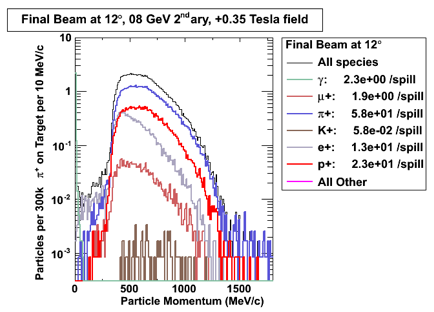 Final Beam at 12°, 08 GeV 2ndary, +0.35 Tesla field
Particles per 300k π+ on Target per 10 MeV/c
10
1
10-1
10-2
10-3
0
500
1000
1500
Particle Momentum (MeV/c)
Final Beam at 12°
All species
γ: 2.3e+00 /spill
μ+: 1.9e+00 /spill
π+: 5.8e+01 /spill
K+: 5.8e-02 /spill
e+: 1.3e+01 /spill
p+: 2.3e+01 /spill
All Other